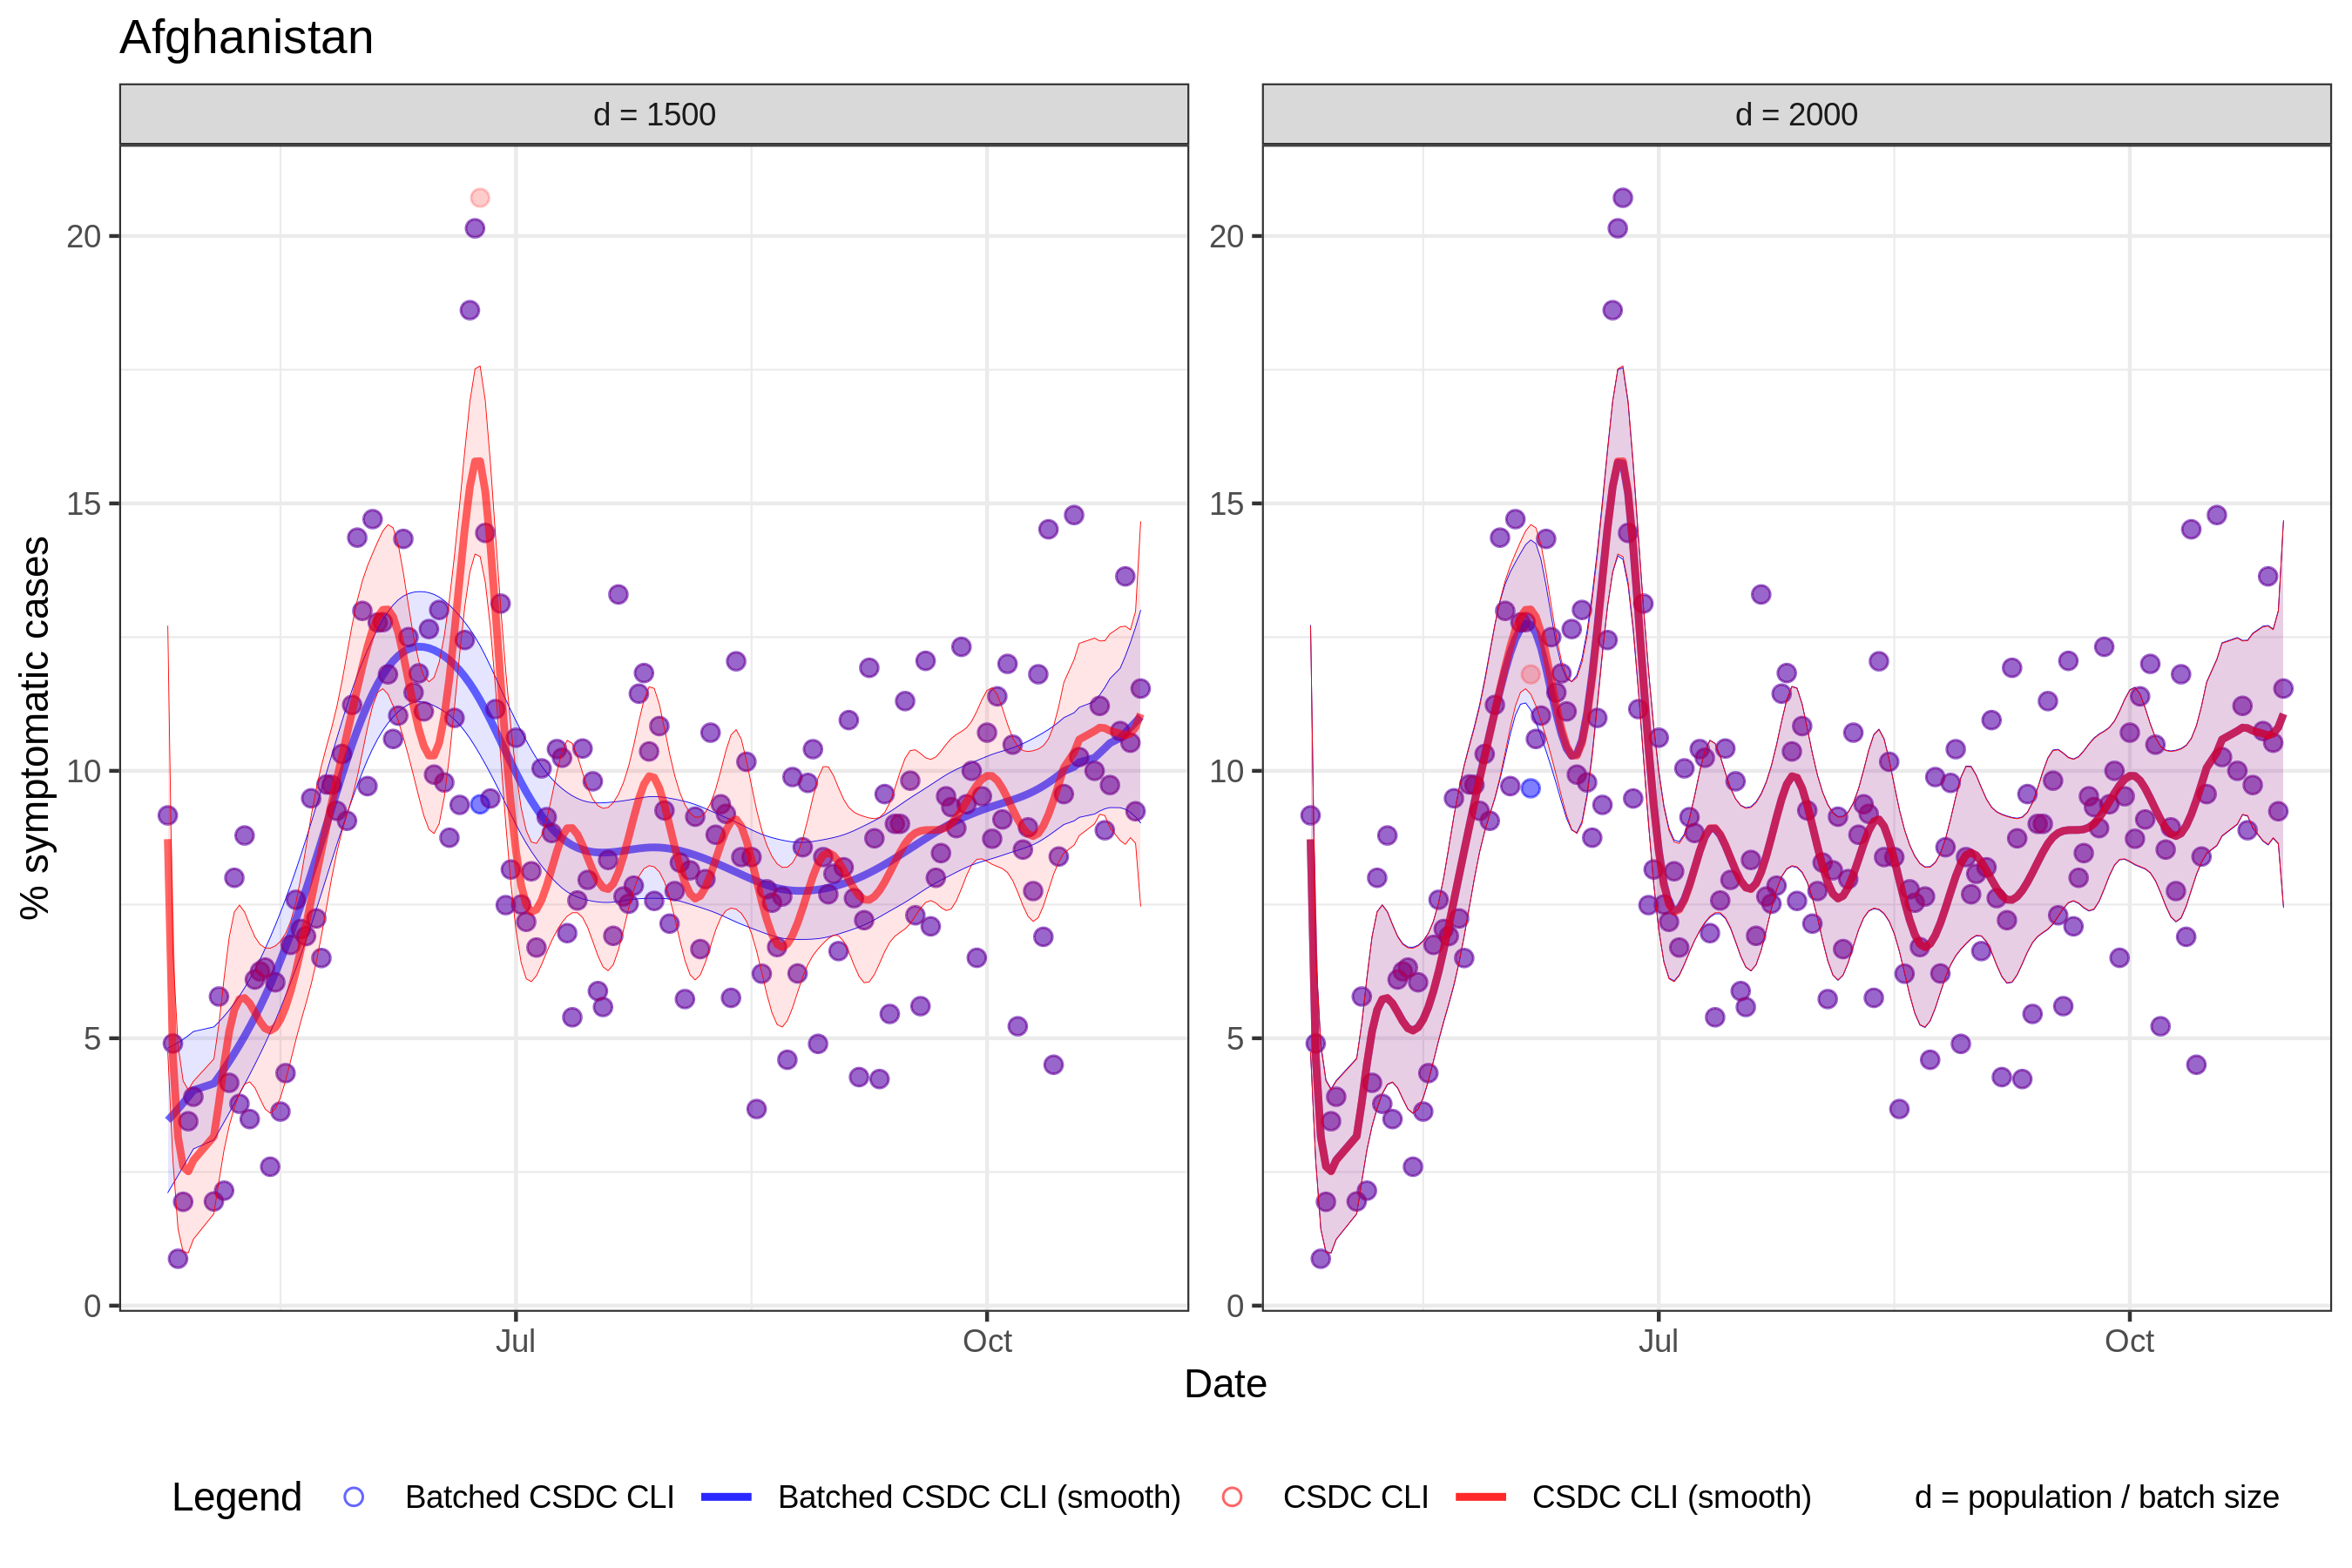 Afghanistan
d = 1500
d = 2000
% symptomatic cases
20
15
10
5
0
20
15
10
5
0
Jul
Oct
Jul
Oct
Date
Legend
Batched CSDC CLI
Batched CSDC CLI (smooth)
CSDC CLI
CSDC CLI (smooth)
d = population / batch size